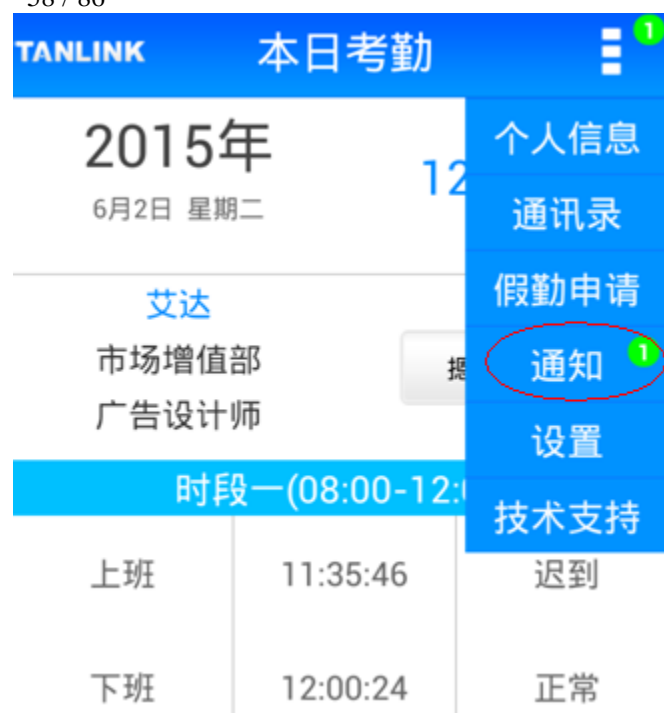 TANLINK 本日考勤 1
个人信息
2015年
12
6月2日 星期二
通讯录
假勤申请
艾达
市场增值部
通知 1
广告设计师
设置
时段一(08:00-12:
技术支持
上班 11:35:46 迟到
下班 12:00:24 正常